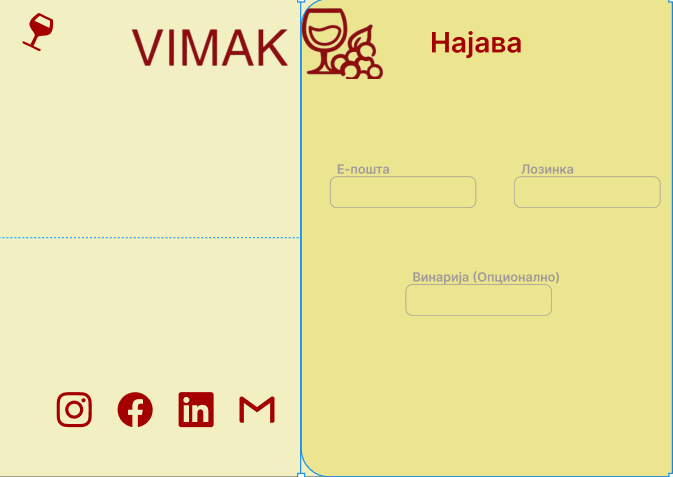 VIMAK
Најава
Е-пошта
Лозинка
Винарија (Опционално)